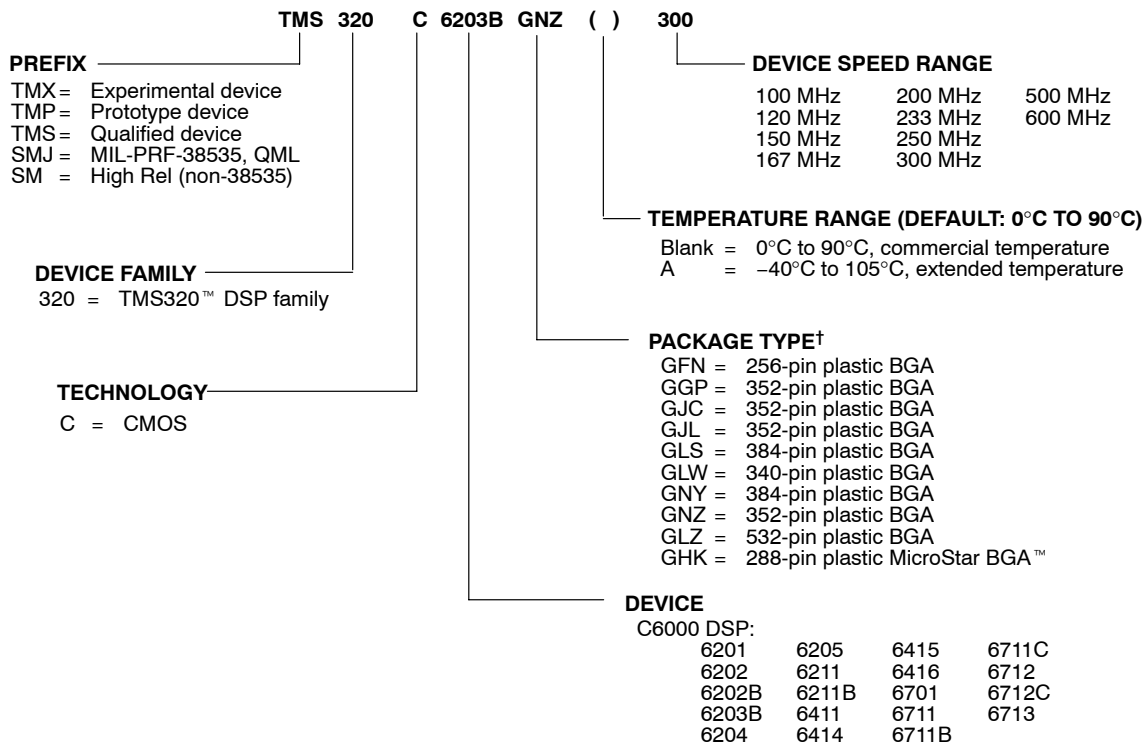 TMS 320 C 6203B GNZ ( ) 300
PREFIX
TMX = Experimental device
TMP = Prototype device
TMS = Qualified device
SMJ = MIL-PRF-38535, QML
SM = High Rel (non-38535)
DEVICE SPEED RANGE
100 MHz 200 MHz 500 MHz
120 MHz 233 MHz 600 MHz
150 MHz 250 MHz
167 MHz 300 MHz
TEMPERATURE RANGE (DEFAULT: 0°C TO 90°C)
Blank = 0°C to 90°C, commercial temperature
A = −40°C to 105°C, extended temperature
DEVICE FAMILY
320 = TMS320™ DSP family
PACKAGE TYPE†
GFN = 256-pin plastic BGA
GGP = 352-pin plastic BGA
GJC = 352-pin plastic BGA
GJL = 352-pin plastic BGA
GLS = 384-pin plastic BGA
GLW = 340-pin plastic BGA
GNY = 384-pin plastic BGA
GNZ = 352-pin plastic BGA
GLZ = 532-pin plastic BGA
GHK = 288-pin plastic MicroStar BGA™
TECHNOLOGY
C = CMOS
DEVICE
C6000 DSP:
6201 6205 6415 6711C
6202 6211 6416 6712
6202B 6211B 6701 6712C
6203B 6411 6711 6713
6204 6414 6711B